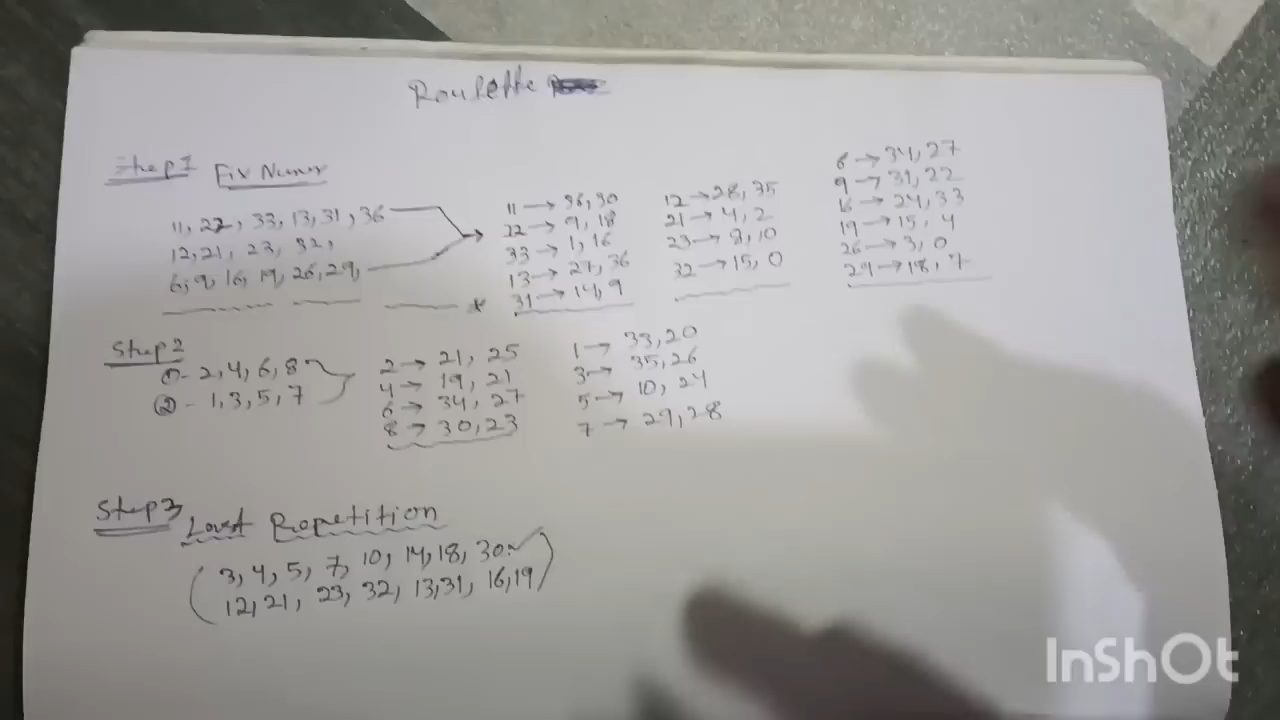 Roulette
Step1 Fix Numer
11, 22, 33, 13, 31, 36
12, 21, 23, 32,
6, 9, 16, 19, 26, 29,
11 → 36, 30
22 → 9, 18
33 → 1, 16
13 → 27, 36
31 → 14, 9
12 → 28, 35
21 → 4, 2
23 → 8, 10
32 → 15, 0
6 → 34, 27
9 → 31, 22
16 → 24, 33
19 → 15, 4
26 → 3, 0
29 → 18, 7
Step2
① - 2, 4, 6, 8
② - 1, 3, 5, 7
2 → 21, 25
4 → 19, 21
6 → 34, 27
8 → 30, 23
1 → 33, 20
3 → 35, 26
5 → 10, 24
7 → 29, 28
Step3 Repetition
(3, 4, 5, 7, 10, 14, 18, 30
12, 21, 23, 32, 13, 31, 16, 19)
InShOt